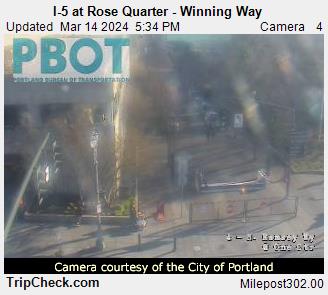 I-5 at Rose Quarter - Winning Way
Updated Mar 14 2024 5:34 PM Camera 4
PBOT
PORTLAND BUREAU OF TRANSPORTATION
Camera courtesy of the City of Portland
TripCheck.com Milepost302.00